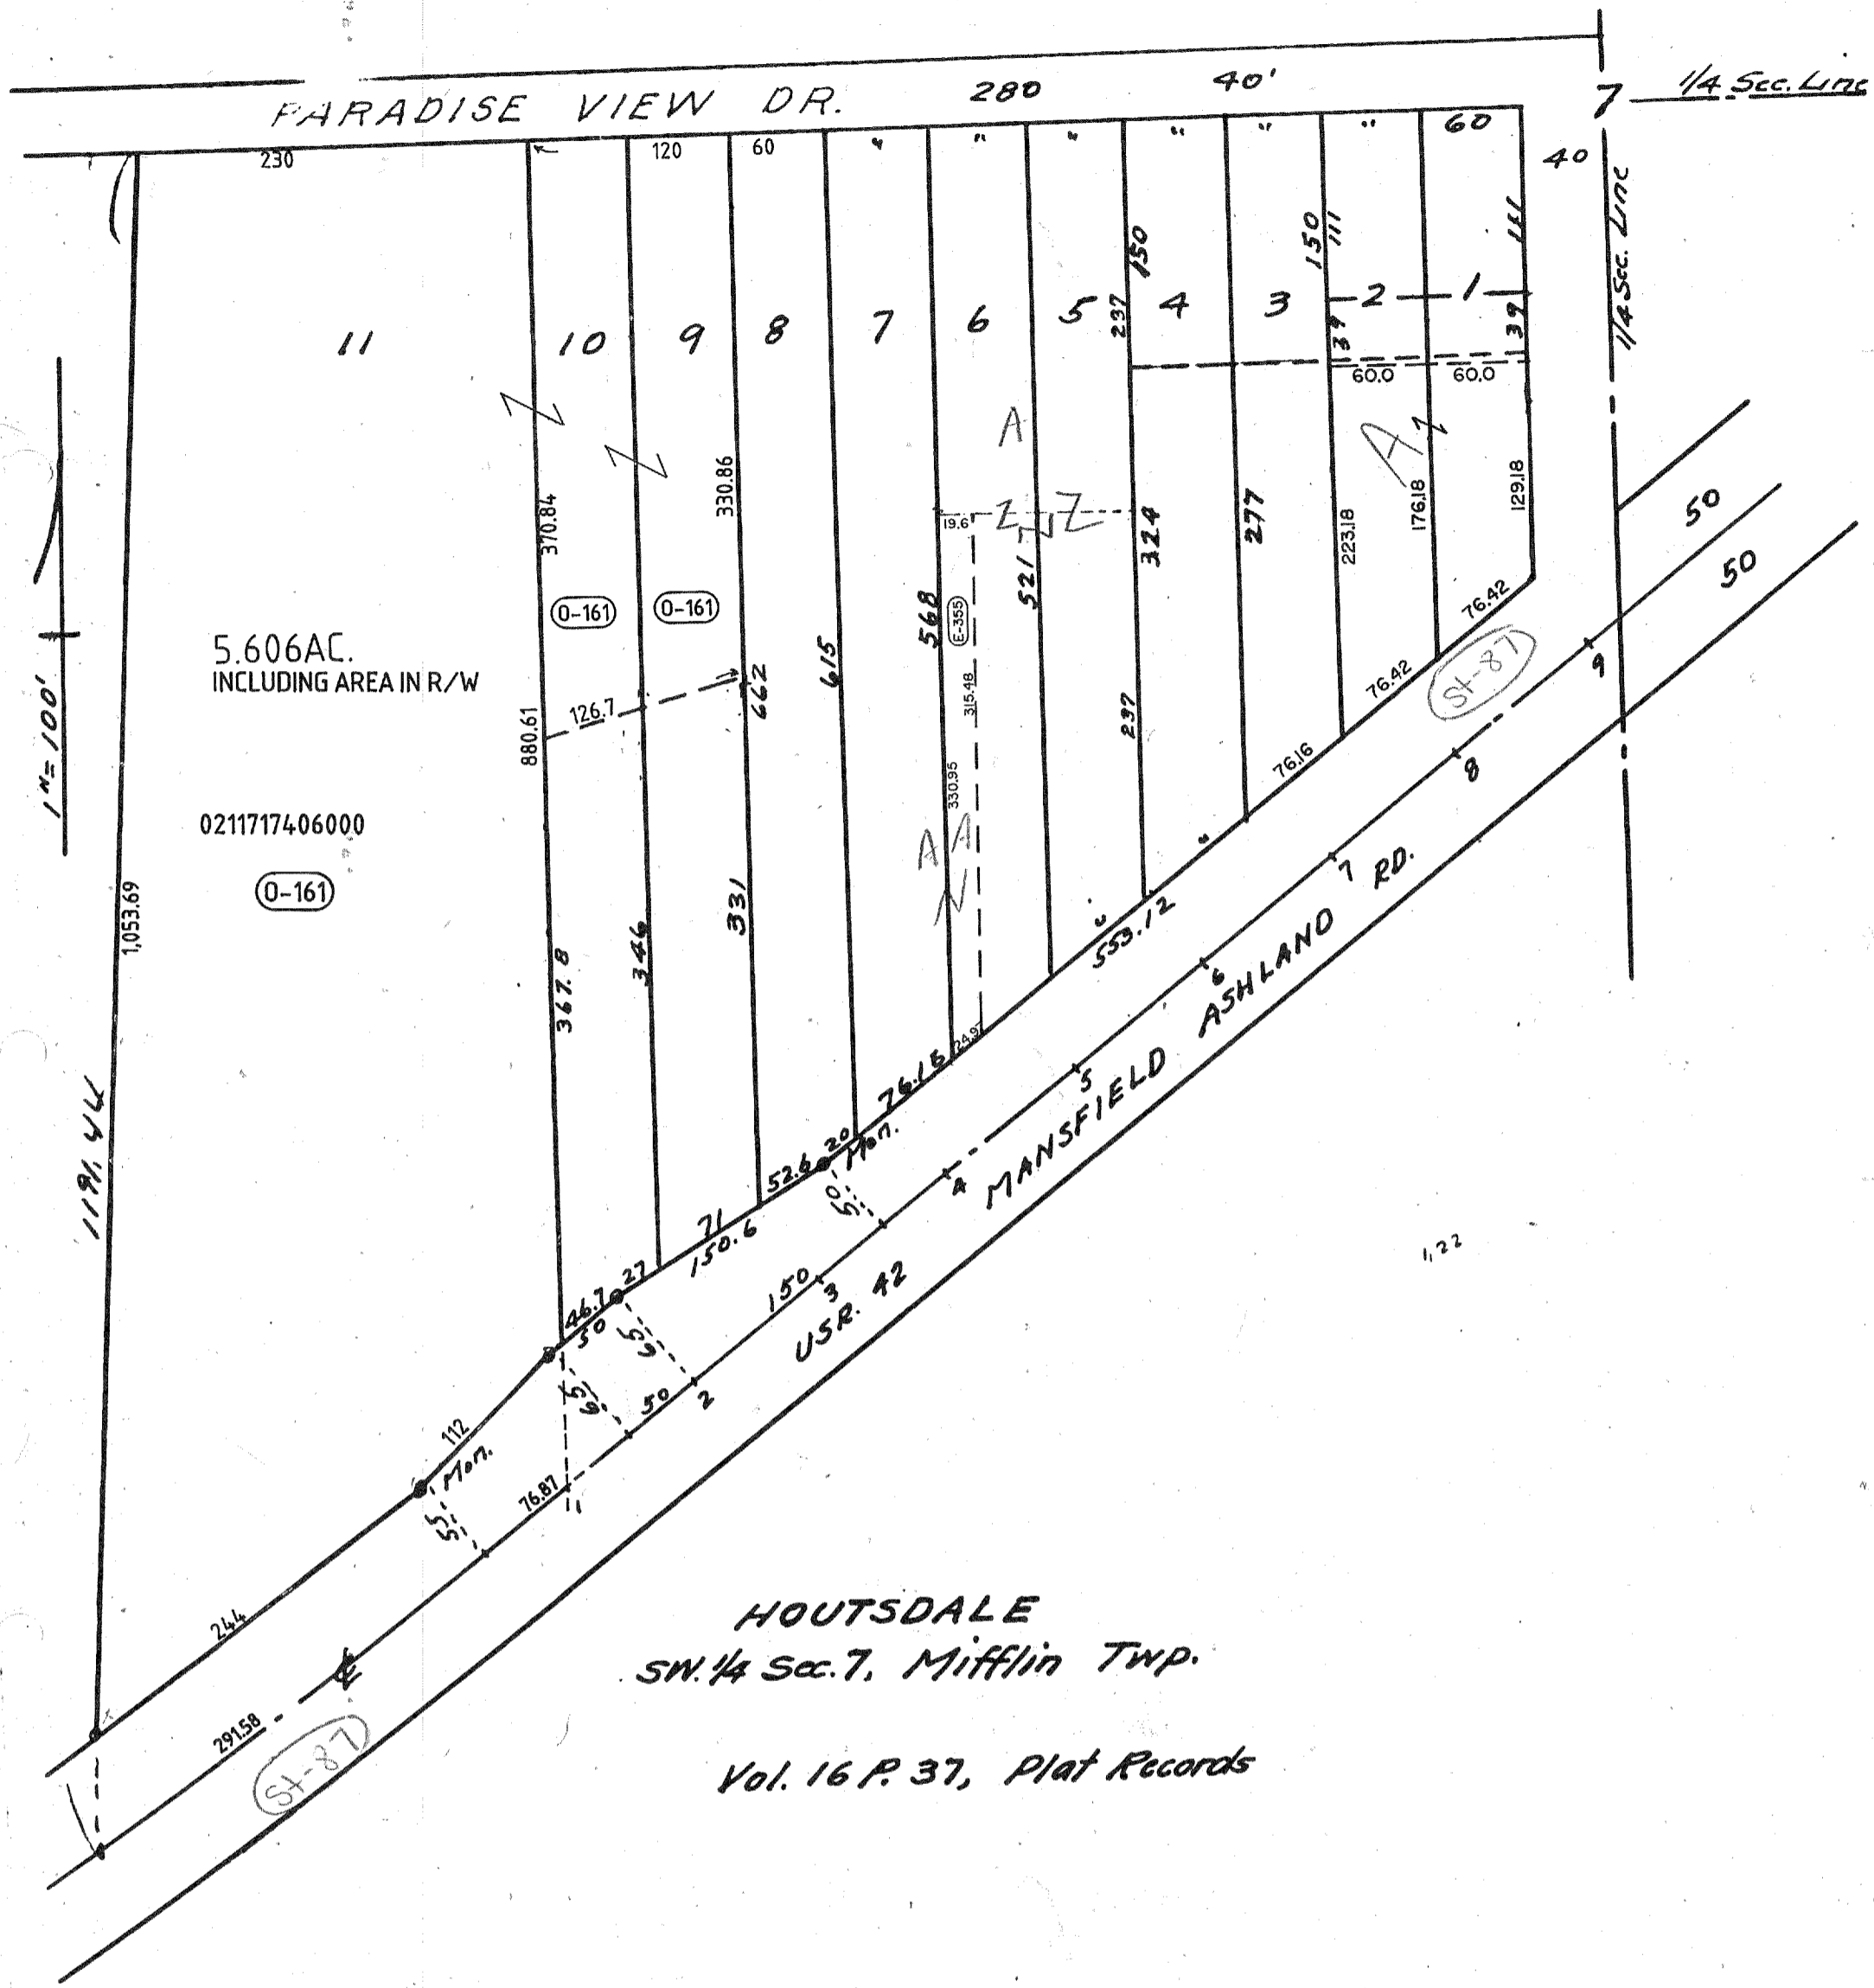 280 40' 7 1/4 Sec. Line
PARADISE VIEW DR.
230 120 60 " " " " " " 60 40
1/4 Sec. Line
150 150 111 111
11 10 9 8 7 6 5 4 3 2 1
237 39 39
60.0 60.0
A A
370.84 330.86 19.6 Z Z
324 277 223.18 176.18 129.18
50
50
568 521
O-161 O-161 E-355
76.42
76.42
St-87
76.16
5.606AC.
INCLUDING AREA IN R/W
1"=100'
880.61 126.7 662 615 315.48 237
330.95
0211717406000
O-161
A A
N
1,053.69
367.8 346 331
" "
553.12
9
8
7
6
5
4
3
2
1
MANSFIELD ASHLAND RD.
USR. 42
24.9
76.16
1191.44
20
Mon.
52.6
50
71
150.6
27
46.7
50
65
65
150
50
1,22
112
Mon.
55
76.87
244
291.58
St-87
HOUTSDALE
SW.1/4 Sec.7, Mifflin Twp.
Vol. 16 P. 37, Plat Records